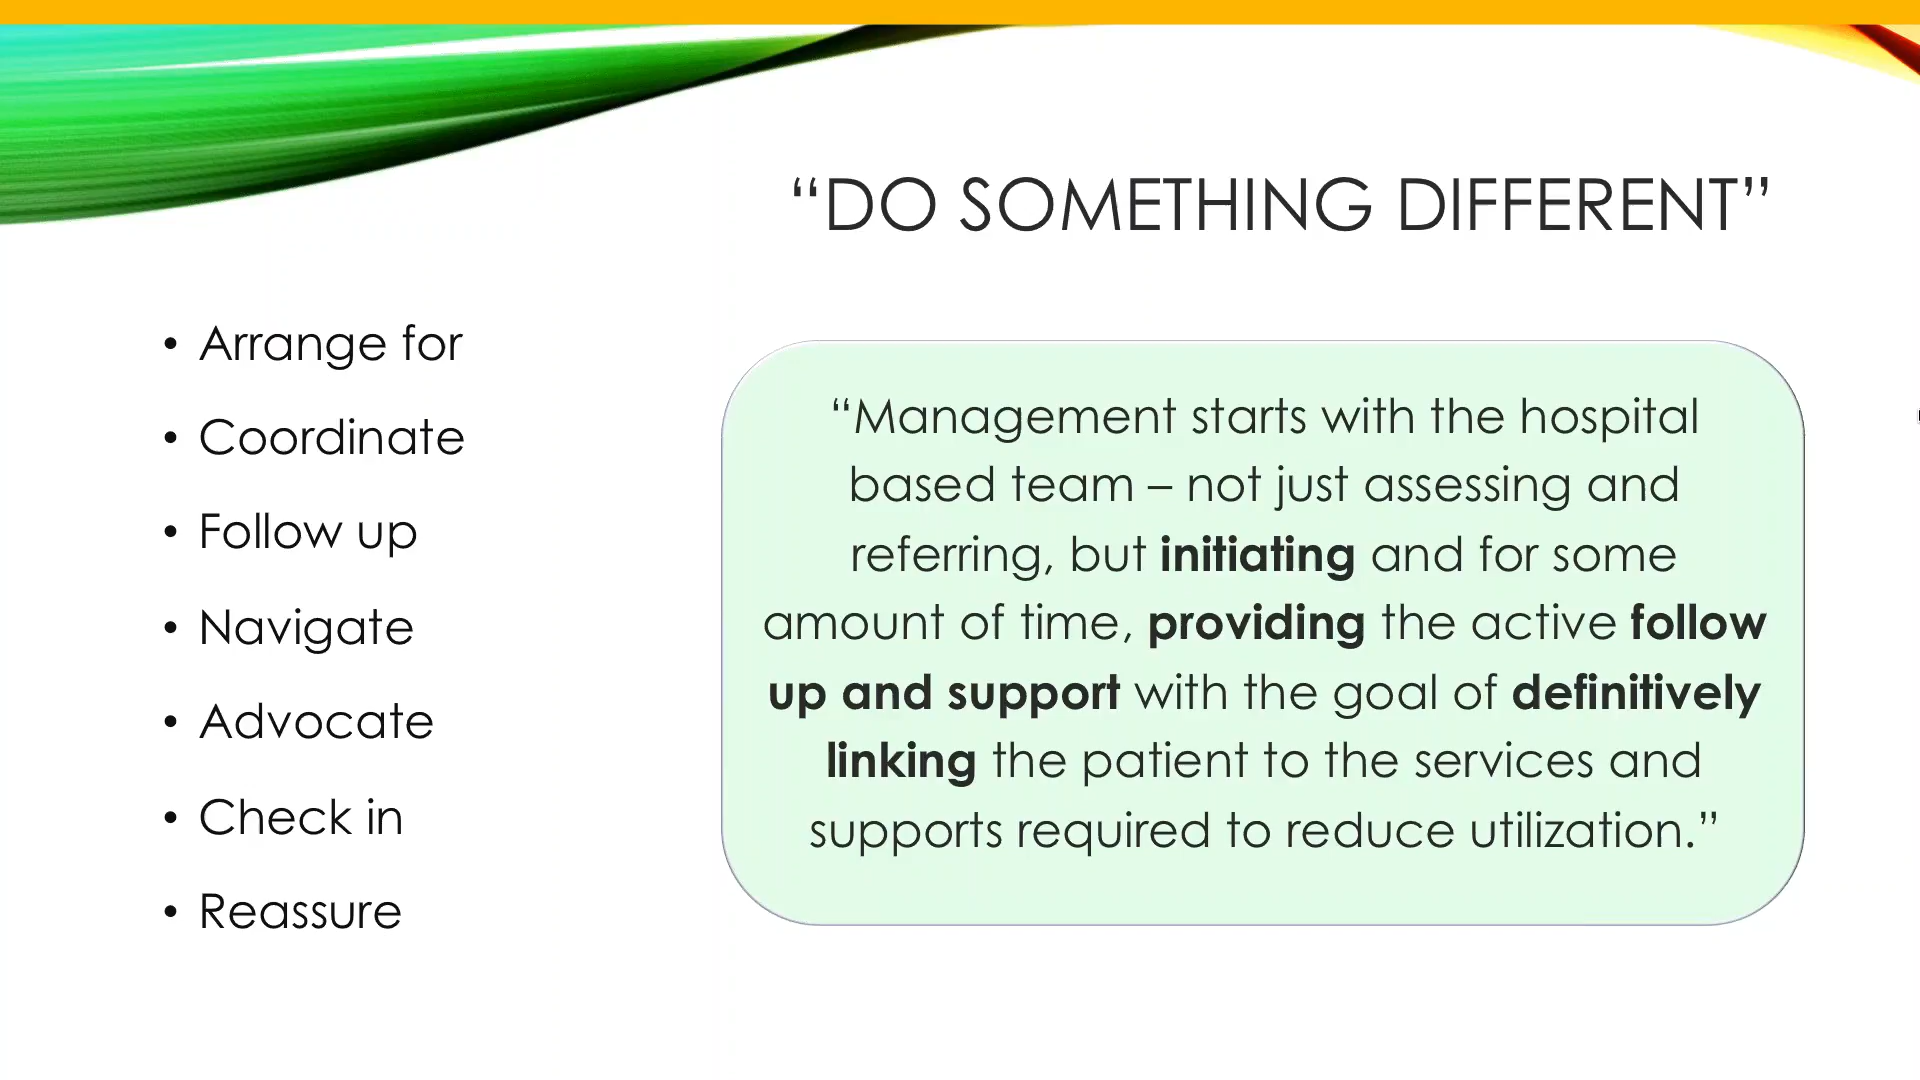 “DO SOMETHING DIFFERENT”
• Arrange for
• Coordinate
• Follow up
• Navigate
• Advocate
• Check in
• Reassure
“Management starts with the hospital
based team – not just assessing and
referring, but initiating and for some
amount of time, providing the active follow
up and support with the goal of definitively
linking the patient to the services and
supports required to reduce utilization.”